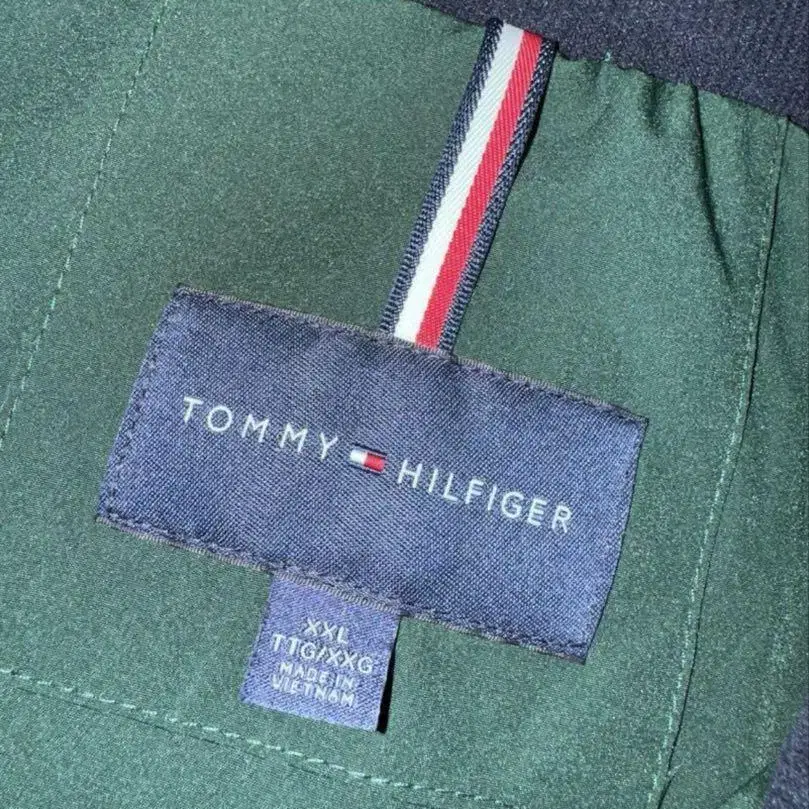 TOMMY HILFIGER
XXL
TTG/XXG
MADE IN
VIETNAM